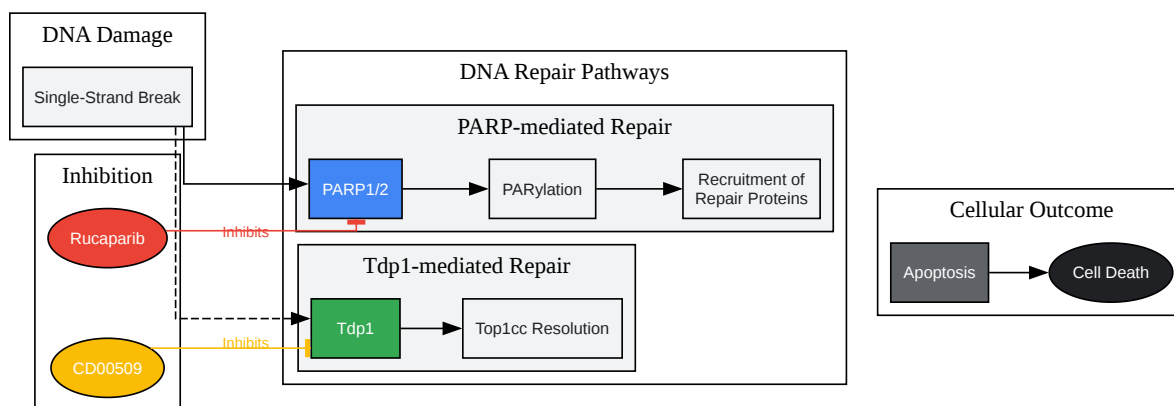 DNA Damage
Single-Strand Break
Inhibition
Rucaparib
CD00509
Inhibits
Inhibits
DNA Repair Pathways
PARP-mediated Repair
PARP1/2
PARylation
Recruitment of
Repair Proteins
Tdp1-mediated Repair
Tdp1
Top1cc Resolution
Cellular Outcome
Apoptosis
Cell Death